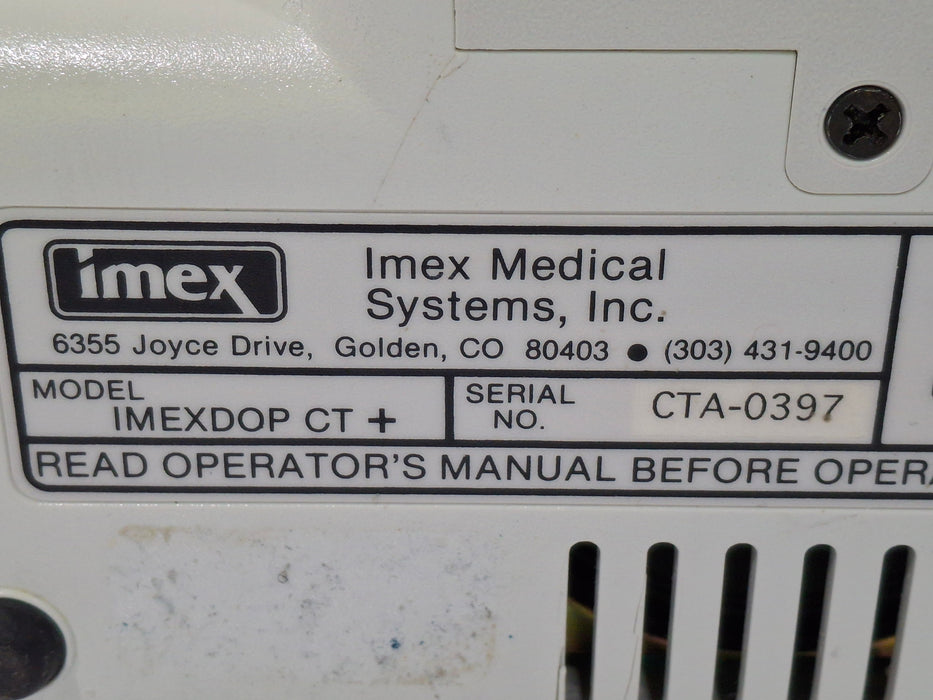 imex
Imex Medical
Systems, Inc.
6355 Joyce Drive, Golden, CO 80403 ● (303) 431-9400
MODEL
IMEXDOP CT +
SERIAL
NO.
CTA-0397
READ OPERATOR'S MANUAL BEFORE OPERA